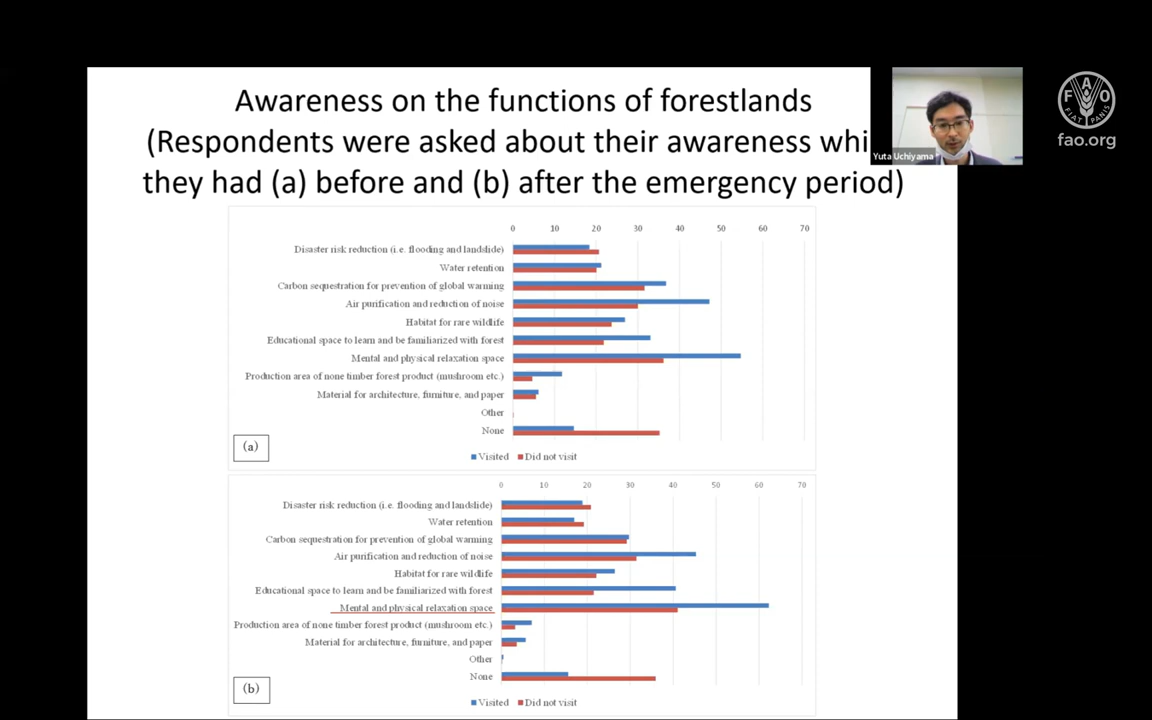 Awareness on the functions of forestlands
(Respondents were asked about their awareness whi
they had (a) before and (b) after the emergency period)
Yuta Uchiyama
F A O
FIAT PANIS
fao.org
0 10 20 30 40 50 60 70
Disaster risk reduction (i.e. flooding and landslide)
Water retention
Carbon sequestration for prevention of global warming
Air purification and reduction of noise
Habitat for rare wildlife
Educational space to learn and be familiarized with forest
Mental and physical relaxation space
Production area of none timber forest product (mushroom etc.)
Material for architecture, furniture, and paper
Other
None
(a)
Visited Did not visit
0 10 20 30 40 50 60 70
Disaster risk reduction (i.e. flooding and landslide)
Water retention
Carbon sequestration for prevention of global warming
Air purification and reduction of noise
Habitat for rare wildlife
Educational space to learn and be familiarized with forest
Mental and physical relaxation space
Production area of none timber forest product (mushroom etc.)
Material for architecture, furniture, and paper
Other
None
(b)
Visited Did not visit